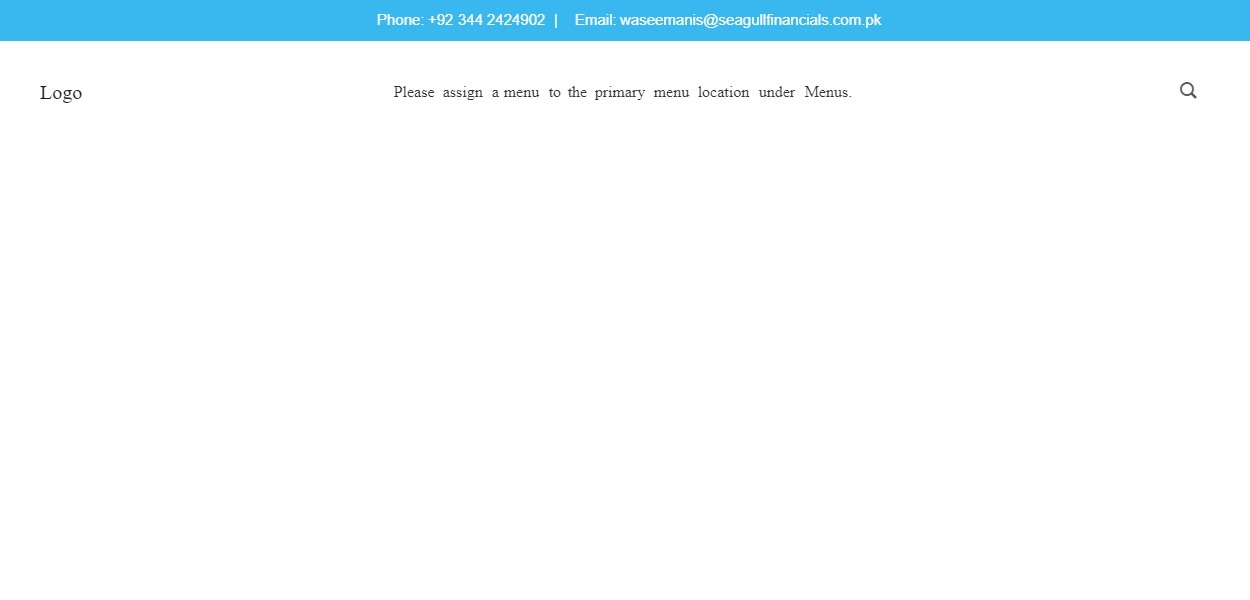 Phone: +92 344 2424902 | Email: waseemanis@seagullfinancials.com.pk
Logo Please assign a menu to the primary menu location under Menus.